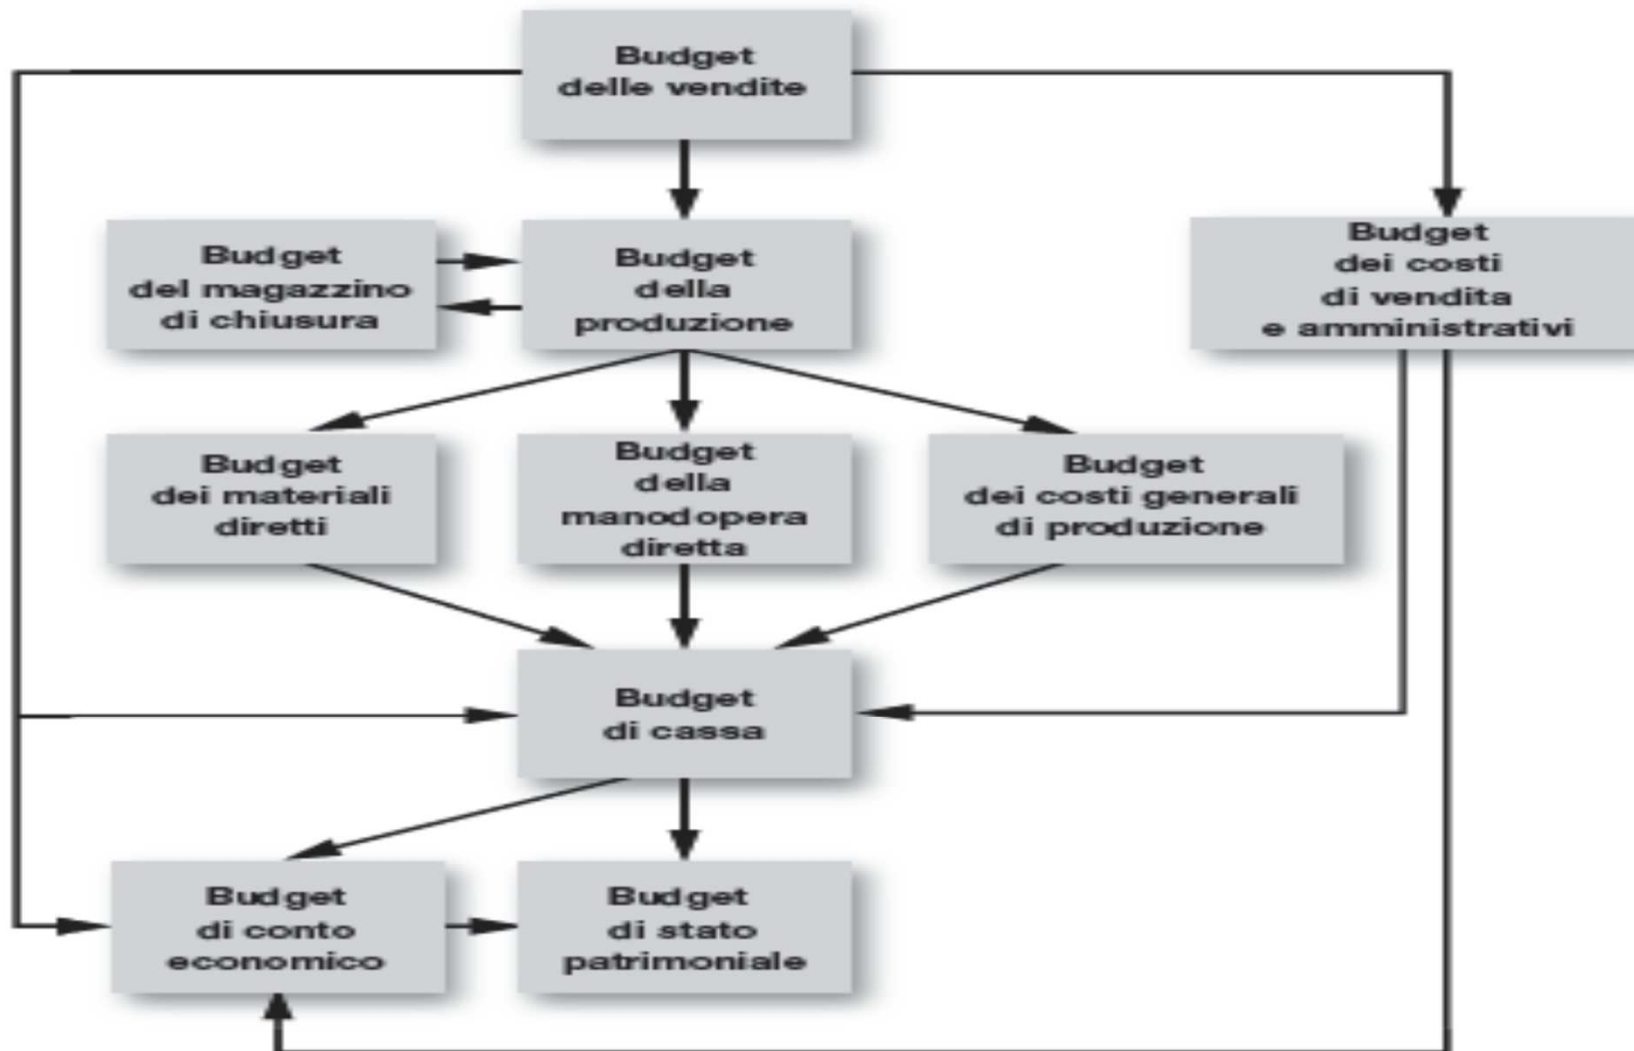 Budget
delle vendite
Budget
del magazzino
di chiusura
Budget
della
produzione
Budget
dei costi
di vendita
e amministrativi
Budget
dei materiali
diretti
Budget
della
manodopera
diretta
Budget
dei costi generali
di produzione
Budget
di cassa
Budget
di conto
economico
Budget
di stato
patrimoniale